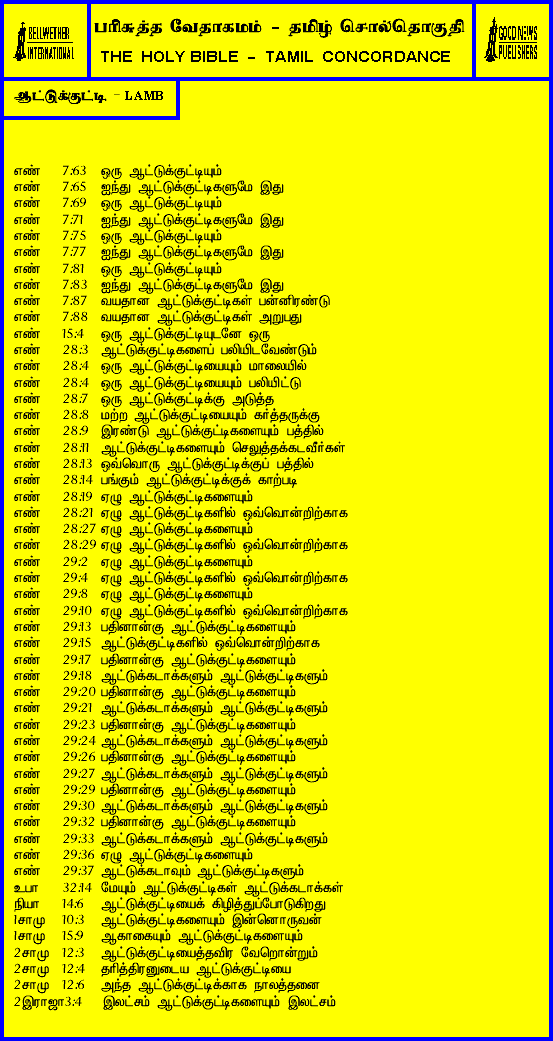 BELLWETHER
INTERNATIONAL
பரிசுத்த வேதாகமம் - தமிழ் சொல்தொகுதி
THE HOLY BIBLE - TAMIL CONCORDANCE
GOOD NEWS
PUBLISHERS
ஆட்டுக்குட்டி - LAMB
எண் 7:63 ஒரு ஆட்டுக்குட்டியும்
எண் 7:65 ஐந்து ஆட்டுக்குட்டிகளுமே இது
எண் 7:69 ஒரு ஆட்டுக்குட்டியும்
எண் 7:71 ஐந்து ஆட்டுக்குட்டிகளுமே இது
எண் 7:75 ஒரு ஆட்டுக்குட்டியும்
எண் 7:77 ஐந்து ஆட்டுக்குட்டிகளுமே இது
எண் 7:81 ஒரு ஆட்டுக்குட்டியும்
எண் 7:83 ஐந்து ஆட்டுக்குட்டிகளுமே இது
எண் 7:87 வயதான ஆட்டுக்குட்டிகள் பன்னிரண்டு
எண் 7:88 வயதான ஆட்டுக்குட்டிகள் அறுபது
எண் 15:4 ஒரு ஆட்டுக்குட்டியுடனே ஒரு
எண் 28:3 ஆட்டுக்குட்டிகளைப் பலியிடவேண்டும்
எண் 28:4 ஒரு ஆட்டுக்குட்டியையும் மாலையில்
எண் 28:4 ஒரு ஆட்டுக்குட்டியையும் பலியிட்டு
எண் 28:7 ஒரு ஆட்டுக்குட்டிக்கு அடுத்த
எண் 28:8 மற்ற ஆட்டுக்குட்டியையும் கர்த்தருக்கு
எண் 28:9 இரண்டு ஆட்டுக்குட்டிகளையும் பத்தில்
எண் 28:11 ஆட்டுக்குட்டிகளையும் செலுத்தக்கடவீர்கள்
எண் 28:13 ஒவ்வொரு ஆட்டுக்குட்டிக்குப் பத்தில்
எண் 28:14 பங்கும் ஆட்டுக்குட்டிக்குக் காற்படி
எண் 28:19 ஏழு ஆட்டுக்குட்டிகளையும்
எண் 28:21 ஏழு ஆட்டுக்குட்டிகளில் ஒவ்வொன்றிற்காக
எண் 28:27 ஏழு ஆட்டுக்குட்டிகளையும்
எண் 28:29 ஏழு ஆட்டுக்குட்டிகளில் ஒவ்வொன்றிற்காக
எண் 29:2 ஏழு ஆட்டுக்குட்டிகளையும்
எண் 29:4 ஏழு ஆட்டுக்குட்டிகளில் ஒவ்வொன்றிற்காக
எண் 29:8 ஏழு ஆட்டுக்குட்டிகளையும்
எண் 29:10 ஏழு ஆட்டுக்குட்டிகளில் ஒவ்வொன்றிற்காக
எண் 29:13 பதினான்கு ஆட்டுக்குட்டிகளையும்
எண் 29:15 ஆட்டுக்குட்டிகளில் ஒவ்வொன்றிற்காக
எண் 29:17 பதினான்கு ஆட்டுக்குட்டிகளையும்
எண் 29:18 ஆட்டுக்கடாக்களும் ஆட்டுக்குட்டிகளும்
எண் 29:20 பதினான்கு ஆட்டுக்குட்டிகளையும்
எண் 29:21 ஆட்டுக்கடாக்களும் ஆட்டுக்குட்டிகளும்
எண் 29:23 பதினான்கு ஆட்டுக்குட்டிகளையும்
எண் 29:24 ஆட்டுக்கடாக்களும் ஆட்டுக்குட்டிகளும்
எண் 29:26 பதினான்கு ஆட்டுக்குட்டிகளையும்
எண் 29:27 ஆட்டுக்கடாக்களும் ஆட்டுக்குட்டிகளும்
எண் 29:29 பதினான்கு ஆட்டுக்குட்டிகளையும்
எண் 29:30 ஆட்டுக்கடாக்களும் ஆட்டுக்குட்டிகளும்
எண் 29:32 பதினான்கு ஆட்டுக்குட்டிகளையும்
எண் 29:33 ஆட்டுக்கடாக்களும் ஆட்டுக்குட்டிகளும்
எண் 29:36 ஏழு ஆட்டுக்குட்டிகளையும்
எண் 29:37 ஆட்டுக்கடாவும் ஆட்டுக்குட்டிகளும்
உபா 32:14 மேயும் ஆட்டுக்குட்டிகள் ஆட்டுக்கடாக்கள்
நியா 14:6 ஆட்டுக்குட்டியைக் கிழித்துப்போடுகிறது
1சாமு 10:3 ஆட்டுக்குட்டிகளையும் இன்னொருவன்
1சாமு 15:9 ஆகாகையும் ஆட்டுக்குட்டிகளையும்
2சாமு 12:3 ஆட்டுக்குட்டியைத்தவிர வேறொன்றும்
2சாமு 12:4 தரித்திரனுடைய ஆட்டுக்குட்டியை
2சாமு 12:6 அந்த ஆட்டுக்குட்டிக்காக நாலத்தனை
2இராஜா3:4 இலட்சம் ஆட்டுக்குட்டிகளையும் இலட்சம்